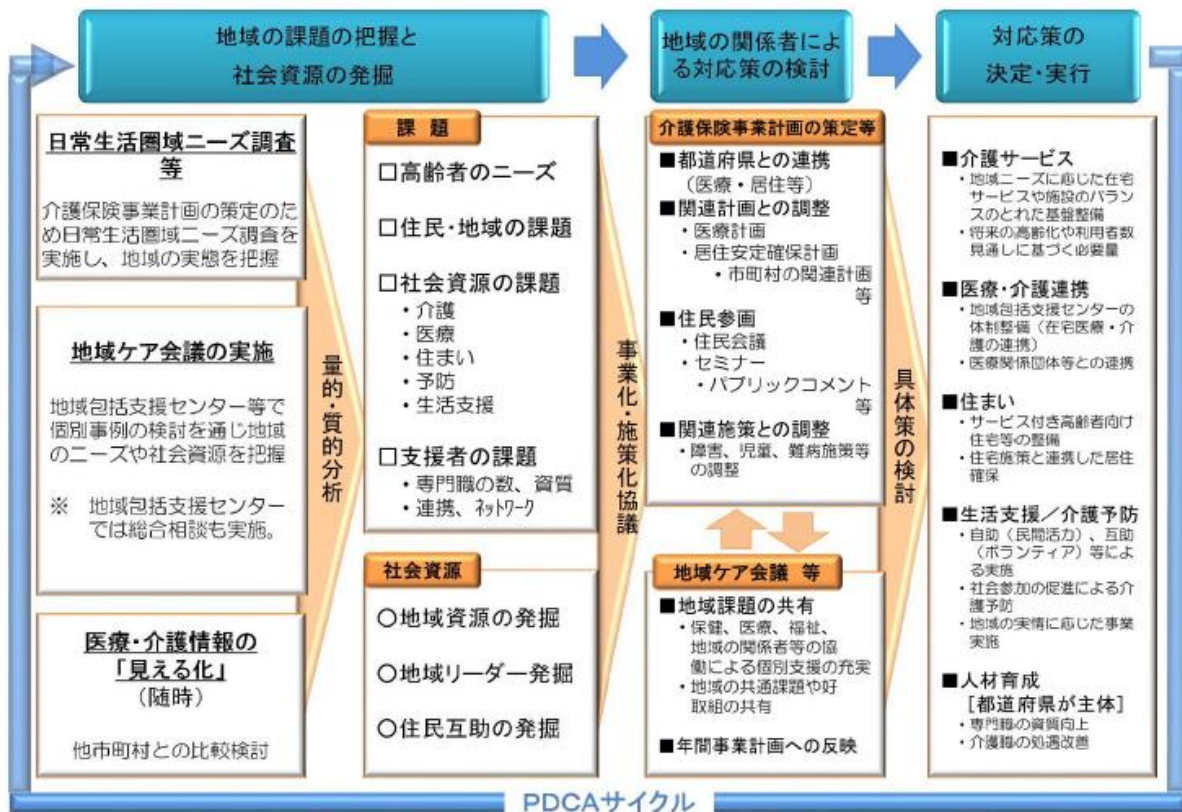 地域の課題の把握と
社会資源の発掘
地域の関係者によ
る対応策の検討
対応策の
決定・実行
日常生活圏域ニーズ調査
等
介護保険事業計画の策定のた
め日常生活圏域ニーズ調査を
実施し、地域の実態を把握
地域ケア会議の実施
地域包括支援センター等で
個別事例の検討を通じ地域
のニーズや社会資源を把握
※ 地域包括支援センター
では総合相談も実施。
医療・介護情報の
「見える化」
(随時)
他市町村との比較検討
量的・質的分析
課 題
□高齢者のニーズ
□住民・地域の課題
□社会資源の課題
・介護
・医療
・住まい
・予防
・生活支援
□支援者の課題
・専門職の数、資質
・連携、ﾈｯﾄﾜｰｸ
社会資源
○地域資源の発掘
○地域リーダー発掘
○住民互助の発掘
事業化・施策化協議
介護保険事業計画の策定等
■都道府県との連携
(医療・居住等)
■関連計画との調整
・医療計画
・居住安定確保計画
・市町村の関連計画
等
■住民参画
・住民会議
・セミナー
・パブリックコメント
等
■関連施策との調整
・障害、児童、難病施策等
の調整
地域ケア会議 等
■地域課題の共有
・保健、医療、福祉、
地域の関係者等の協
働による個別支援の充実
・地域の共通課題や好
取組の共有
■年間事業計画への反映
具体策の検討
■介護サービス
・地域ニーズに応じた在宅
サービスや施設のバラン
スのとれた基盤整備
・将来の高齢化や利用者数
見通しに基づく必要量
■医療・介護連携
・地域包括支援センターの
体制整備(在宅医療・介
護の連携)
・医療関係団体等との連携
■住まい
・サービス付き高齢者向け
住宅等の整備
・住宅施策と連携した居住
確保
■生活支援／介護予防
・自助(民間活力)、互助
(ボランティア)等によ
る実施
・社会参加の促進による介
護予防
・地域の実情に応じた事業
実施
■人材育成
[都道府県が主体]
・専門職の資質向上
・介護職の処遇改善
PDCAサイクル